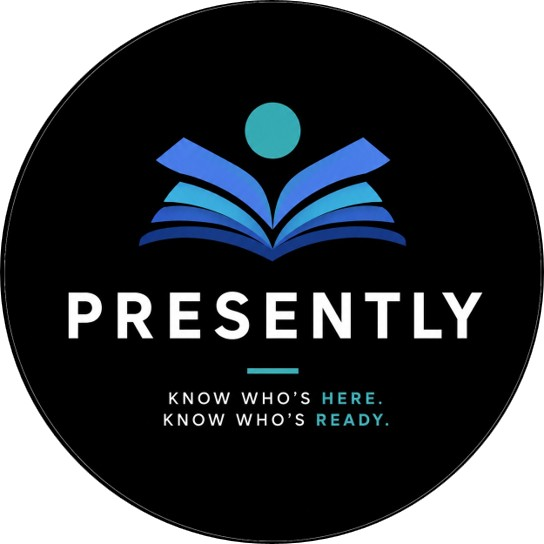 PRESENTLY
KNOW WHO’S HERE.
KNOW WHO’S READY.